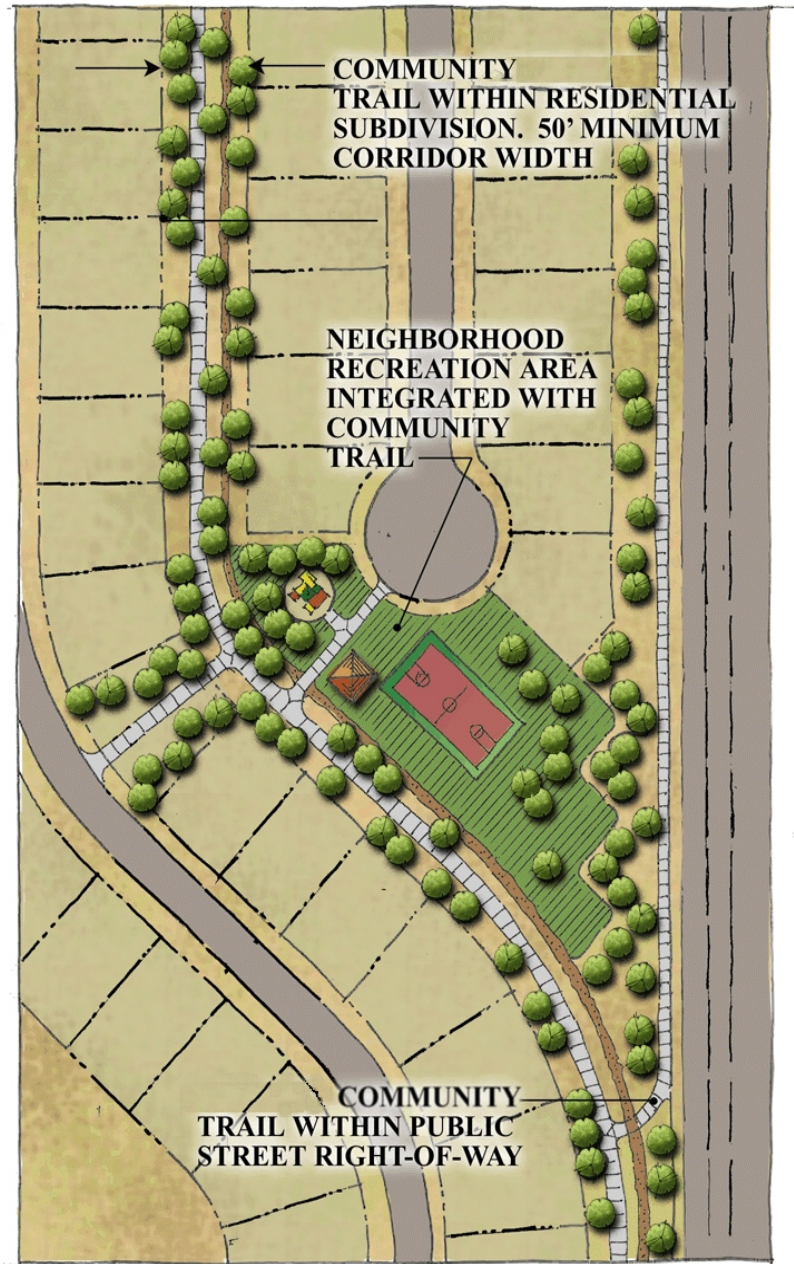 COMMUNITY
TRAIL WITHIN RESIDENTIAL
SUBDIVISION. 50' MINIMUM
CORRIDOR WIDTH
NEIGHBORHOOD
RECREATION AREA
INTEGRATED WITH
COMMUNITY
TRAIL
COMMUNITY
TRAIL WITHIN PUBLIC
STREET RIGHT-OF-WAY